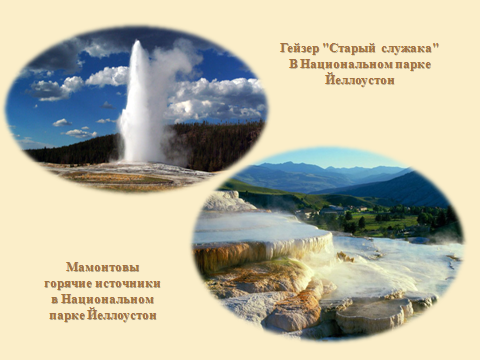 Гейзер "Старый служака"
В Национальном парке
Йеллоустон
Мамонтовы
горячие источники
в Национальном
парке Йеллоустон